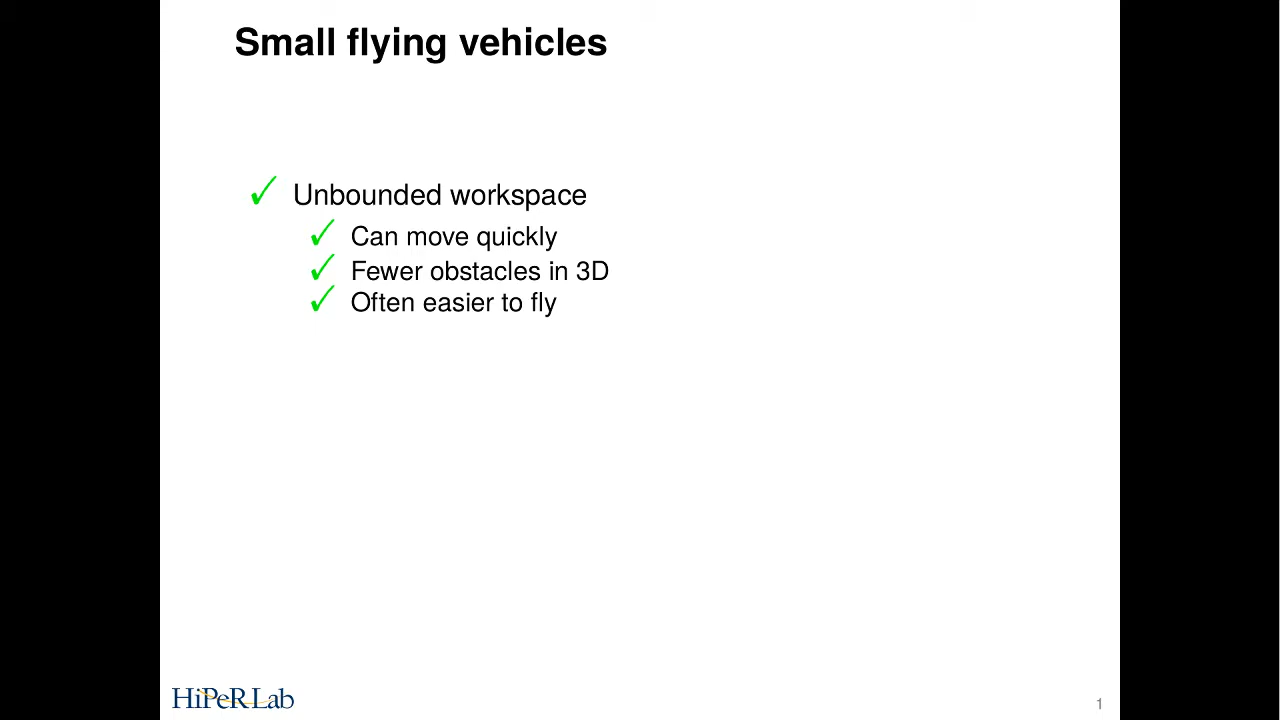 Small flying vehicles
✓ Unbounded workspace
✓ Can move quickly
✓ Fewer obstacles in 3D
✓ Often easier to fly
HiPeRLab
1